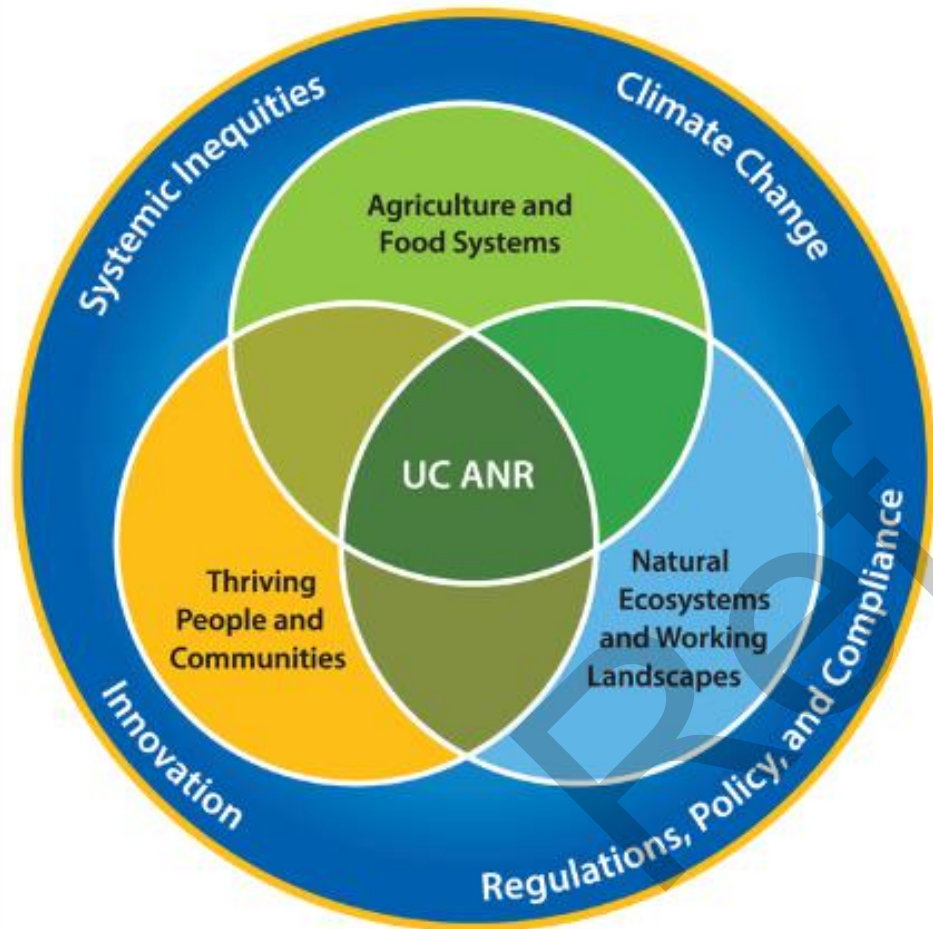 Systemic Inequities
Climate Change
Agriculture and
Food Systems
UC ANR
Thriving
People and
Communities
Natural
Ecosystems
and Working
Landscapes
Innovation
Regulations, Policy, and Compliance